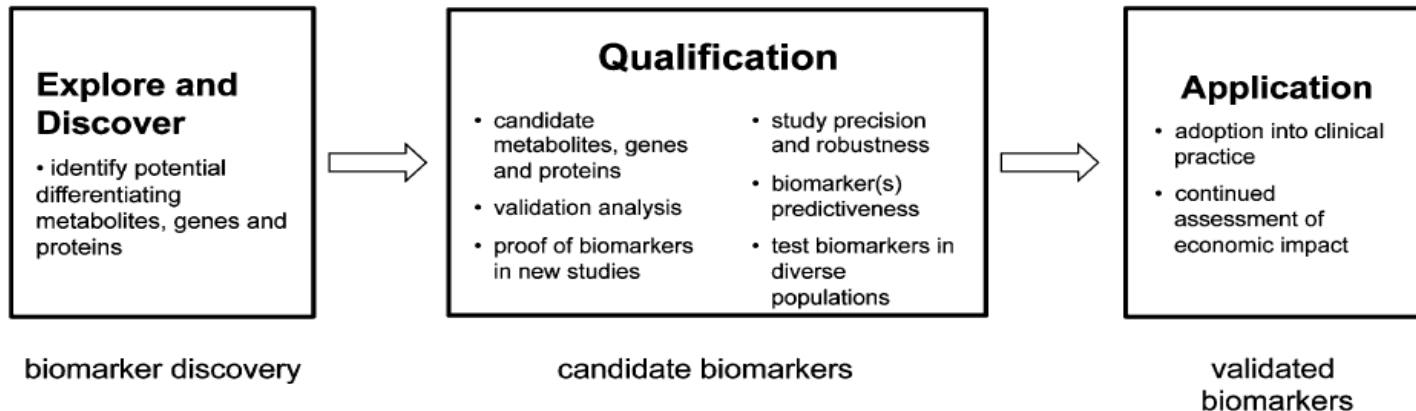 Explore and
Discover
• identify potential
differentiating
metabolites, genes and
proteins
Qualification
• candidate
metabolites, genes
and proteins
• validation analysis
• proof of biomarkers
in new studies
• study precision
and robustness
• biomarker(s)
predictiveness
• test biomarkers in
diverse
populations
Application
• adoption into clinical
practice
• continued
assessment of
economic impact
biomarker discovery
candidate biomarkers
validated
biomarkers